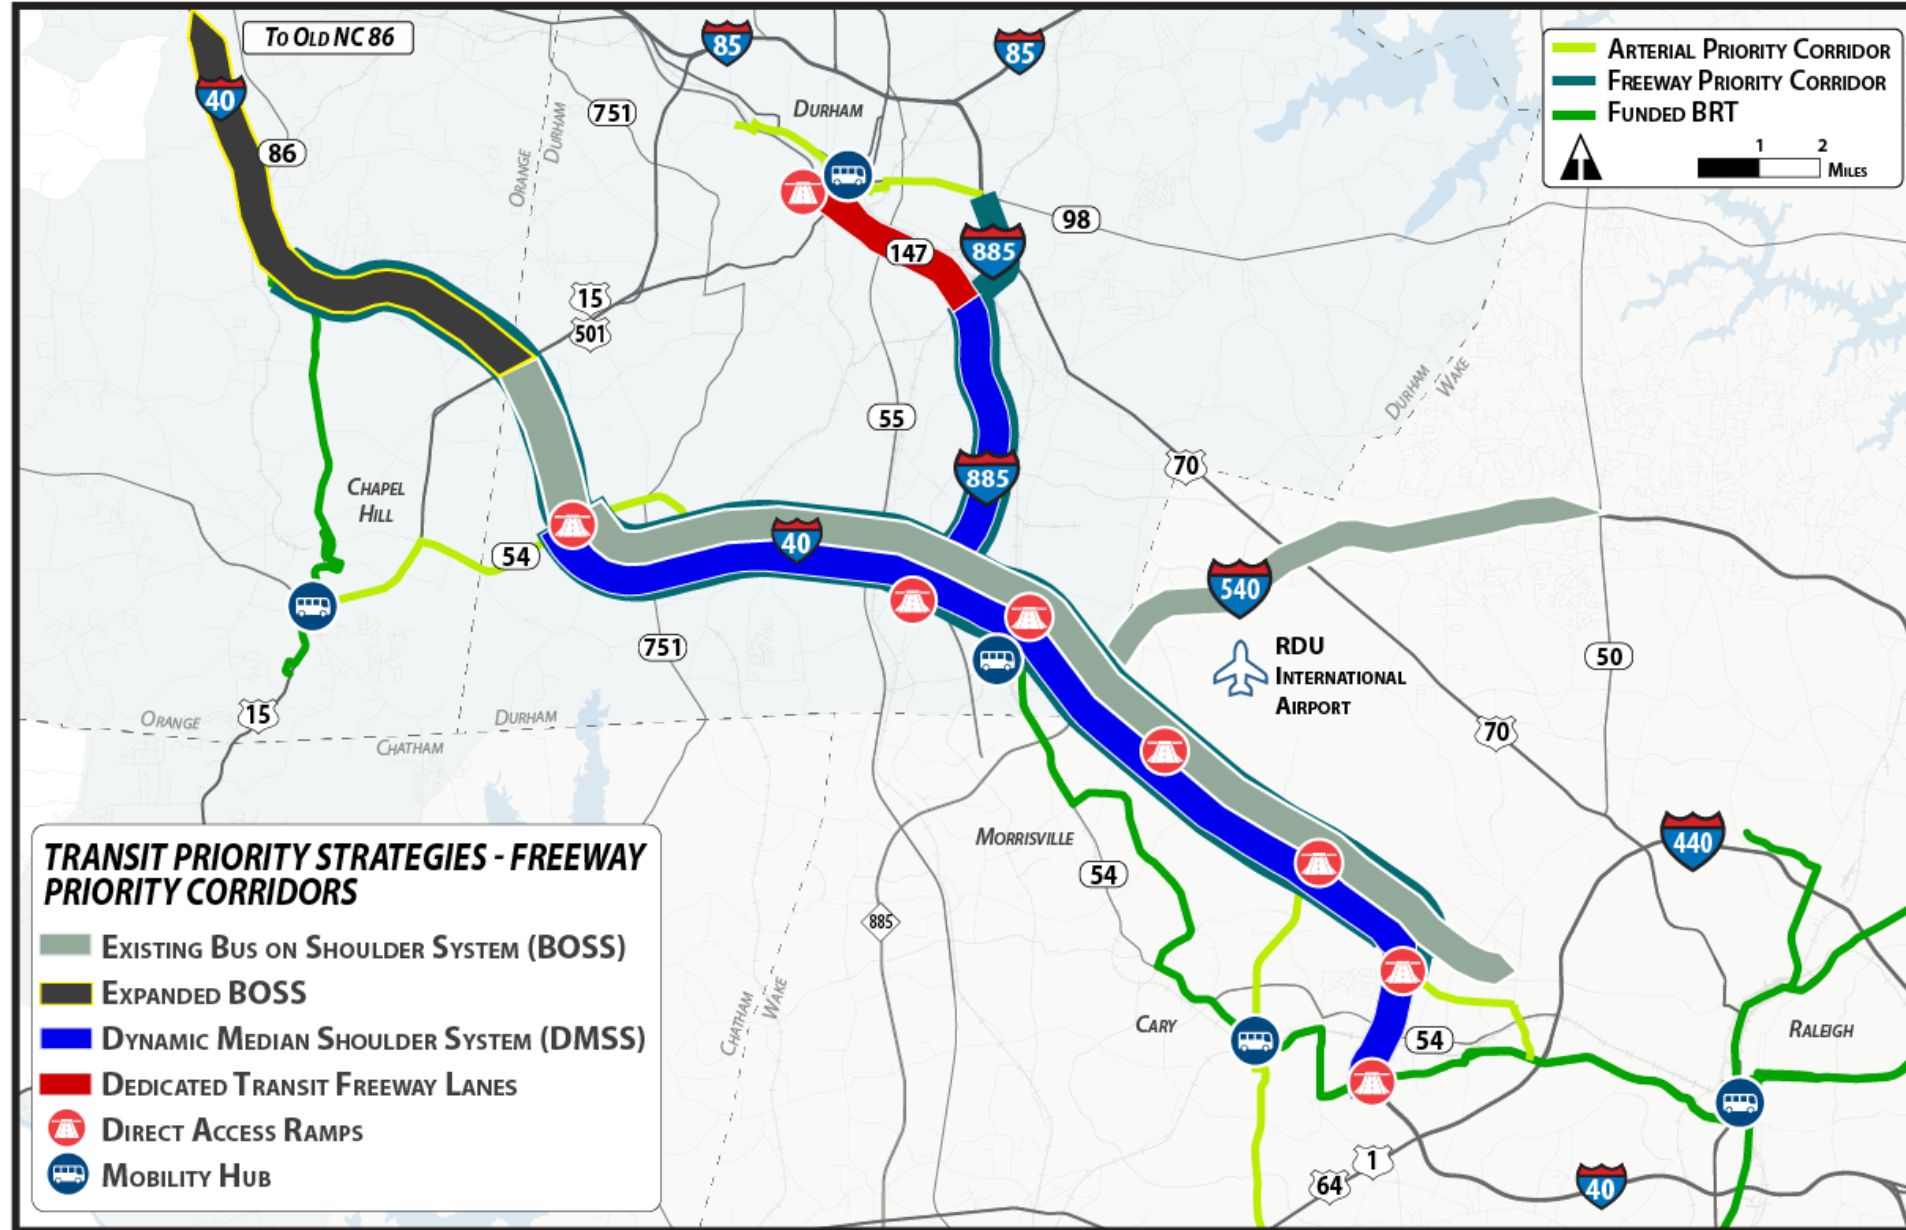 To Old NC 86
40
86
751
Orange
Durham
85
85
Durham
147
885
98
15
501
55
885
Durham
Wake
70
Chapel
Hill
54
40
540
751
RDU
International
Airport
50
70
15
Orange
Durham
Chatham
Morrisville
54
440
885
Chatham
Wake
Cary
54
Raleigh
1
64
40
Arterial Priority Corridor
Freeway Priority Corridor
Funded BRT
1 2
Miles
TRANSIT PRIORITY STRATEGIES - FREEWAY
PRIORITY CORRIDORS
Existing Bus on Shoulder System (BOSS)
Expanded BOSS
Dynamic Median Shoulder System (DMSS)
Dedicated Transit Freeway Lanes
Direct Access Ramps
Mobility Hub